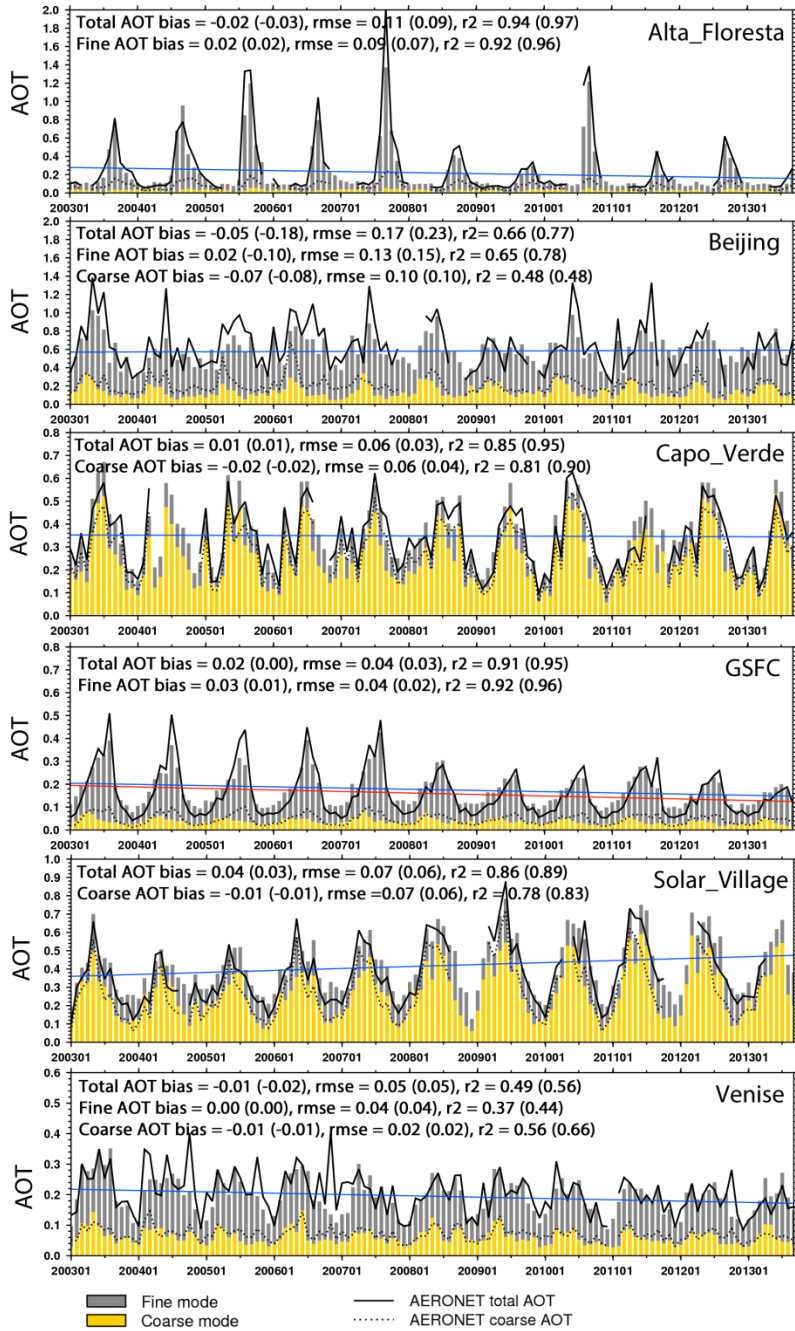 Total AOT bias = -0.02 (-0.03), rmse = 0.11 (0.09), r2 = 0.94 (0.97)
Fine AOT bias = 0.02 (0.02), rmse = 0.09 (0.07), r2 = 0.92 (0.96)
Alta_Floresta
AOT
2.0
1.8
1.6
1.4
1.2
1.0
0.8
0.6
0.4
0.2
0.0
200301 200401 200501 200601 200701 200801 200901 201001 201101 201201 201301
Total AOT bias = -0.05 (-0.18), rmse = 0.17 (0.23), r2= 0.66 (0.77)
Fine AOT bias = 0.02 (-0.10), rmse = 0.13 (0.15), r2 = 0.65 (0.78)
Coarse AOT bias = -0.07 (-0.08), rmse = 0.10 (0.10), r2 = 0.48 (0.48)
Beijing
AOT
2.0
1.8
1.6
1.4
1.2
1.0
0.8
0.6
0.4
0.2
0.0
200301 200401 200501 200601 200701 200801 200901 201001 201101 201201 201301
Total AOT bias = 0.01 (0.01), rmse = 0.06 (0.03), r2 = 0.85 (0.95)
Coarse AOT bias = -0.02 (-0.02), rmse = 0.06 (0.04), r2 = 0.81 (0.90)
Capo_Verde
AOT
0.8
0.7
0.6
0.5
0.4
0.3
0.2
0.1
0.0
200301 200401 200501 200601 200701 200801 200901 201001 201101 201201 201301
Total AOT bias = 0.02 (0.00), rmse = 0.04 (0.03), r2 = 0.91 (0.95)
Fine AOT bias = 0.03 (0.01), rmse = 0.04 (0.02), r2 = 0.92 (0.96)
GSFC
AOT
0.8
0.7
0.6
0.5
0.4
0.3
0.2
0.1
0.0
200301 200401 200501 200601 200701 200801 200901 201001 201101 201201 201301
Total AOT bias = 0.04 (0.03), rmse = 0.07 (0.06), r2 = 0.86 (0.89)
Coarse AOT bias = -0.01 (-0.01), rmse =0.07 (0.06), r2 = 0.78 (0.83)
Solar_Village
AOT
1.0
0.9
0.8
0.7
0.6
0.5
0.4
0.3
0.2
0.1
0.0
200301 200401 200501 200601 200701 200801 200901 201001 201101 201201 201301
Total AOT bias = -0.01 (-0.02), rmse = 0.05 (0.05), r2 = 0.49 (0.56)
Fine AOT bias = 0.00 (0.00), rmse = 0.04 (0.04), r2 = 0.37 (0.44)
Coarse AOT bias = -0.01 (-0.01), rmse = 0.02 (0.02), r2 = 0.56 (0.66)
Venise
AOT
0.6
0.5
0.4
0.3
0.2
0.1
0.0
200301 200401 200501 200601 200701 200801 200901 201001 201101 201201 201301
Fine mode AERONET total AOT
Coarse mode AERONET coarse AOT